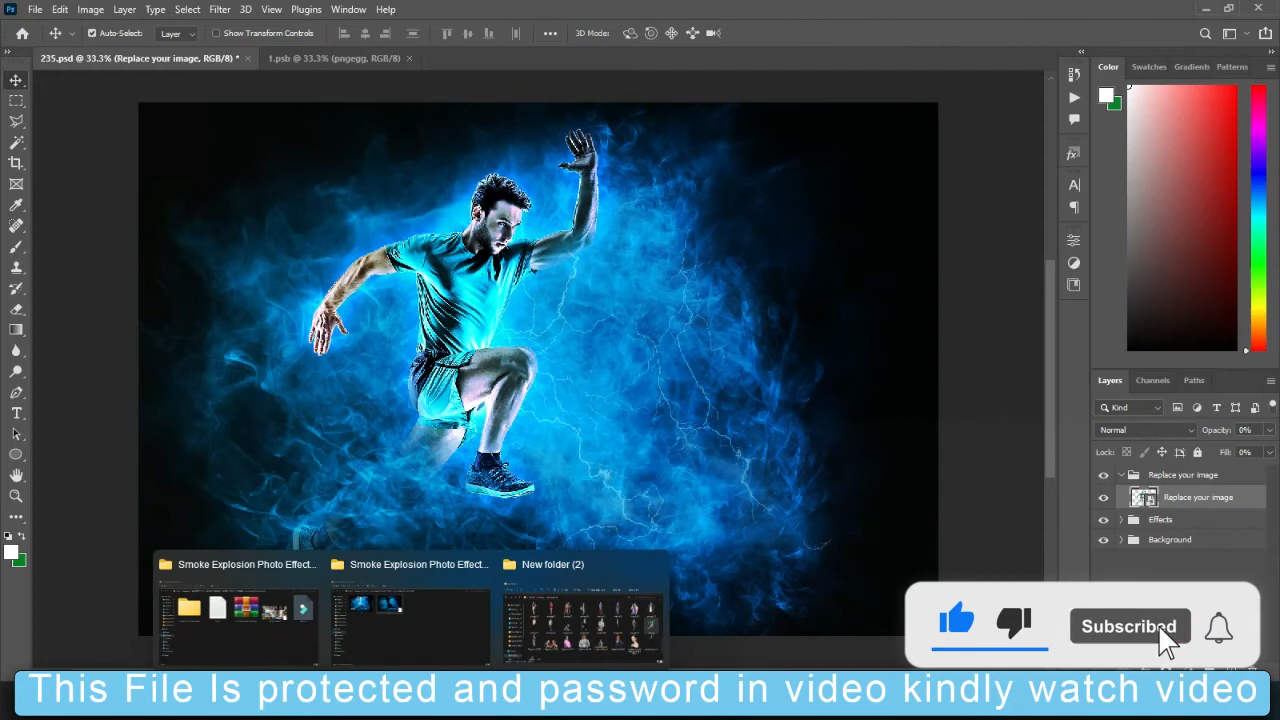 File Edit Image Layer Type Select Filter 3D View Plugins Window Help
Auto-Select: Layer Show Transform Controls 3D Mode:
235.psd @ 33.3% (Replace your image, RGB/8) * × 1.psb @ 33.3% (pngegg, RGB/8) ×
Color Swatches Gradients Patterns
Layers Channels Paths
Kind
Normal Opacity: 0%
Lock: Fill: 0%
Replace your image
Replace your image
Effects
Background
Smoke Explosion Photo Effect... Smoke Explosion Photo Effect... New folder (2)
Subscribed
This File Is protected and password in video kindly watch video